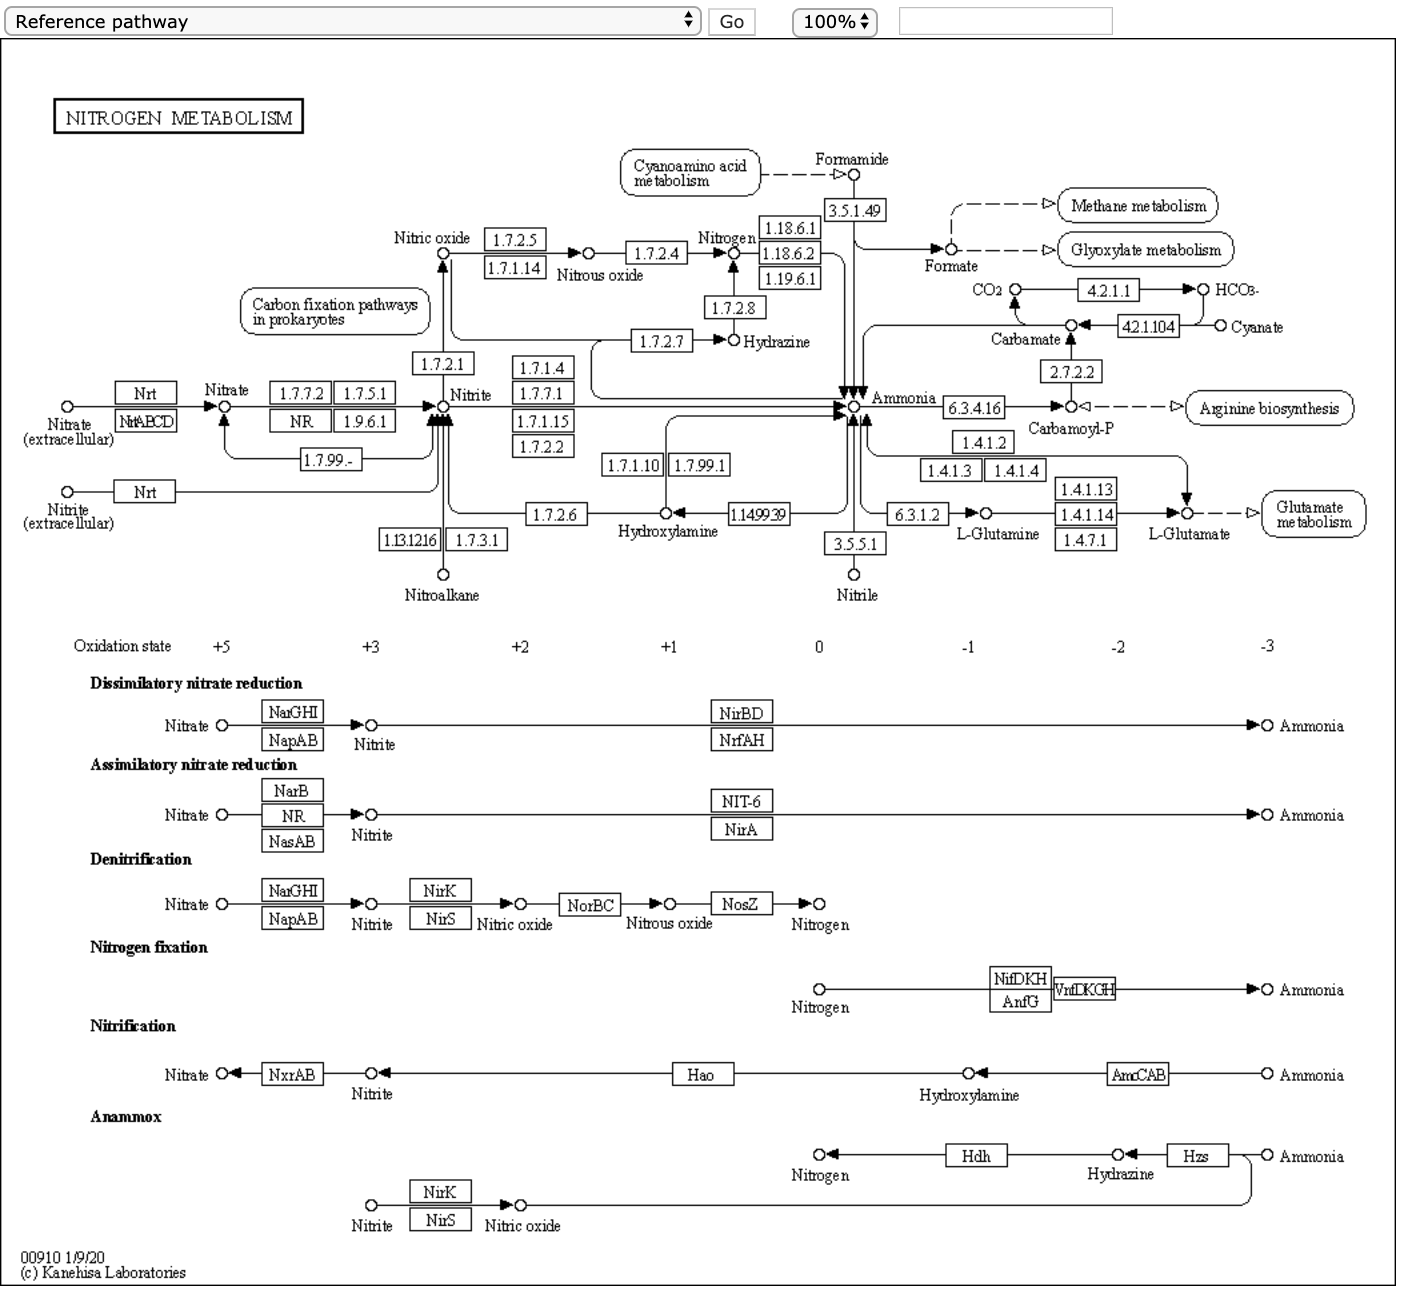 Reference pathway
Go
100%
NITROGEN METABOLISM
Cyanoamino acid
metabolism
Formamide
3.5.1.49
Methane metabolism
Glyoxylate metabolism
Formate
Nitric oxide
1.7.2.5
1.7.1.14
Nitrous oxide
1.7.2.4
Nitrogen
1.18.6.1
1.18.6.2
1.19.6.1
CO2
4.2.1.1
HCO3-
Carbon fixation pathways
in prokaryotes
1.7.2.8
1.7.2.7
Hydrazine
Carbamate
4.2.1.104
Cyanate
1.7.2.1
2.7.2.2
Nrt
NrtABCD
Nitrate
(extracellular)
Nitrate
1.7.7.2
1.7.5.1
NR
1.9.6.1
Nitrite
1.7.1.4
1.7.7.1
1.7.1.15
1.7.2.2
Ammonia
6.3.4.16
Carbamoyl-P
Arginine biosynthesis
1.7.99.-
1.4.1.2
1.4.1.3
1.4.1.4
1.7.1.10
1.7.99.1
Nrt
Nitrite
(extracellular)
1.7.2.6
Hydroxylamine
1.14.99.39
6.3.1.2
L-Glutamine
1.4.1.13
1.4.1.14
1.4.7.1
L-Glutamate
Glutamate
metabolism
1.13.12.16
1.7.3.1
3.5.5.1
Nitroalkane
Nitrile
Oxidation state +5 +3 +2 +1 0 -1 -2 -3
Dissimilatory nitrate reduction
Nitrate
NarGHI
NapAB
Nitrite
NirBD
NrfAH
Ammonia
Assimilatory nitrate reduction
Nitrate
NarB
NR
NasAB
Nitrite
NIT-6
NirA
Ammonia
Denitrification
Nitrate
NarGHI
NapAB
Nitrite
NirK
NirS
Nitric oxide
NorBC
Nitrous oxide
NosZ
Nitrogen
Nitrogen fixation
Nitrogen
NifDKH
AnfG
VnfDKGH
Ammonia
Nitrification
Nitrate
NxrAB
Nitrite
Hao
Hydroxylamine
AmoCAB
Ammonia
Anammox
Nitrogen
Hdh
Hydrazine
Hzs
Ammonia
Nitrite
NirK
NirS
Nitric oxide
00910 1/9/20
(c) Kanehisa Laboratories